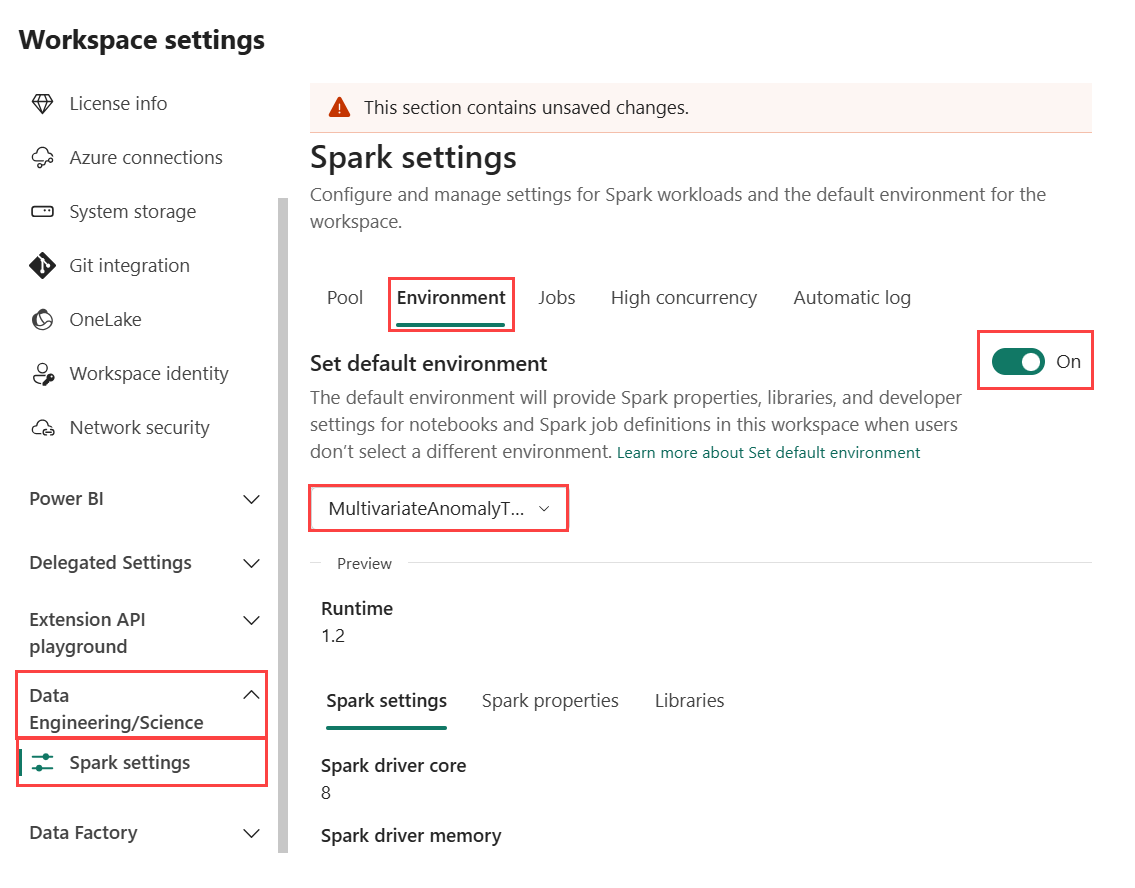 Workspace settings
License info
Azure connections
System storage
Git integration
OneLake
Workspace identity
Network security
Power BI
Delegated Settings
Extension API
playground
Data
Engineering/Science
Spark settings
Data Factory
This section contains unsaved changes.
Spark settings
Configure and manage settings for Spark workloads and the default environment for the
workspace.
Pool Environment Jobs High concurrency Automatic log
Set default environment
On
The default environment will provide Spark properties, libraries, and developer
settings for notebooks and Spark job definitions in this workspace when users
don’t select a different environment. Learn more about Set default environment
MultivariateAnomalyT...
Preview
Runtime
1.2
Spark settings Spark properties Libraries
Spark driver core
8
Spark driver memory